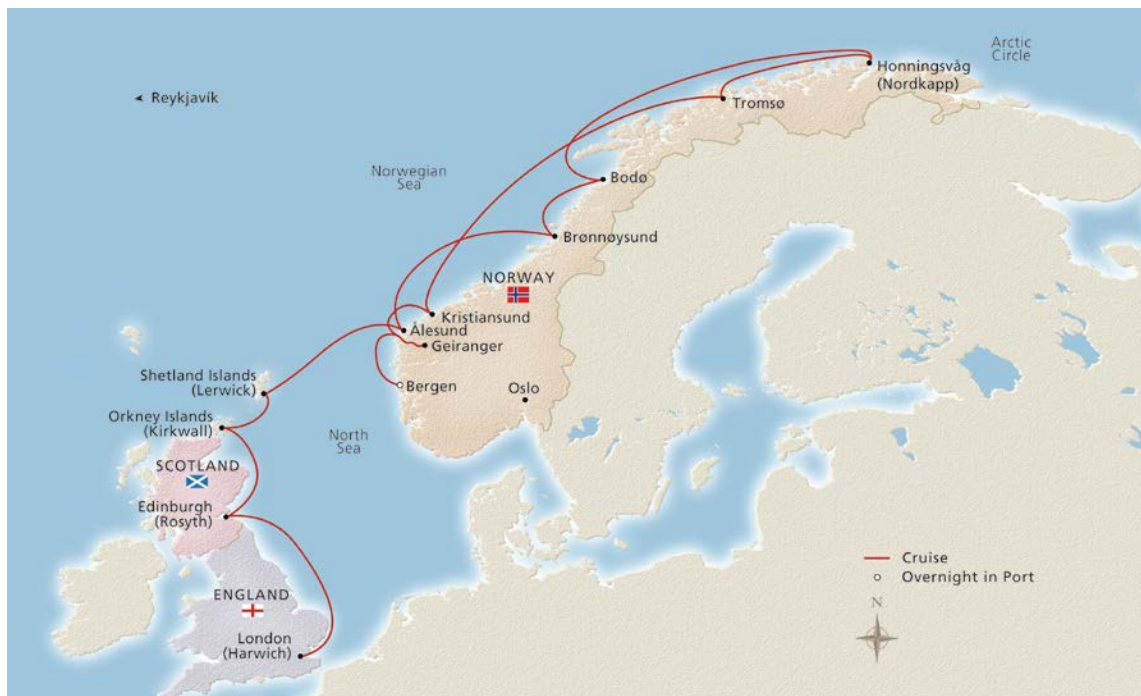 Arctic
Circle
Honningsvåg
(Nordkapp)
Reykjavík
Tromsø
Norwegian
Sea
Bodø
Brønnøysund
NORWAY
Kristiansund
Ålesund
Geiranger
Shetland Islands
(Lerwick)
Bergen
Oslo
Orkney Islands
(Kirkwall)
North
Sea
SCOTLAND
Edinburgh
(Rosyth)
Cruise
Overnight in Port
ENGLAND
N
London
(Harwich)